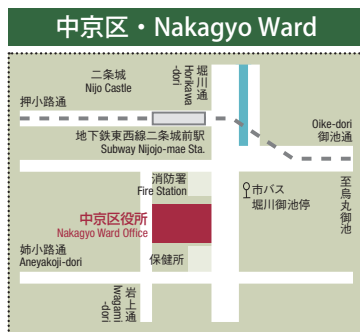 中京区・Nakagyo Ward
二条城
Nijo Castle
堀川通
Horikawa
-dori
押小路通
Oike-dori
御池通
地下鉄東西線二条城前駅
Subway Nijojo-mae Sta.
消防署
Fire Station
市バス
堀川御池停
至烏丸御池
中京区役所
Nakagyo Ward Office
姉小路通
Aneyakoji-dori
保健所
岩上通
Iwagami
-dori